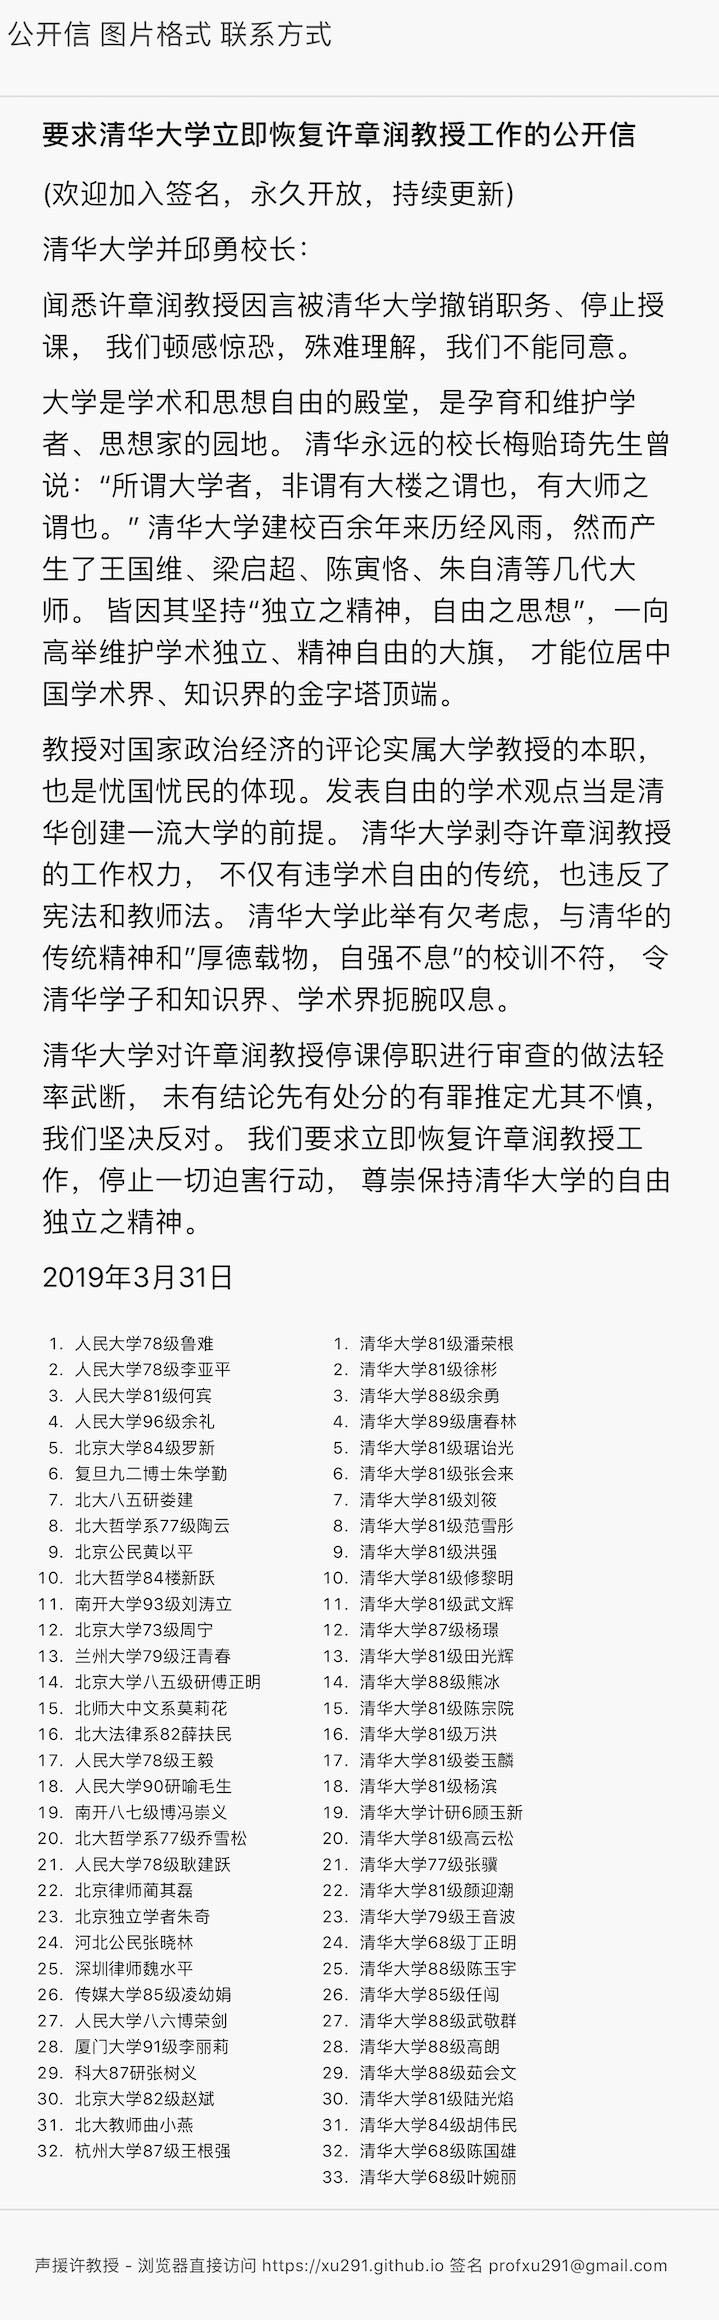 公开信 图片格式 联系方式
要求清华大学立即恢复许章润教授工作的公开信
(欢迎加入签名，永久开放，持续更新)
清华大学并邱勇校长：
闻悉许章润教授因言被清华大学撤销职务、停止授
课， 我们顿感惊恐，殊难理解，我们不能同意。
大学是学术和思想自由的殿堂，是孕育和维护学
者、思想家的园地。 清华永远的校长梅贻琦先生曾
说：“所谓大学者，非谓有大楼之谓也，有大师之
谓也。” 清华大学建校百余年来历经风雨，然而产
生了王国维、梁启超、陈寅恪、朱自清等几代大
师。 皆因其坚持“独立之精神，自由之思想”，一向
高举维护学术独立、精神自由的大旗， 才能位居中
国学术界、知识界的金字塔顶端。
教授对国家政治经济的评论实属大学教授的本职，
也是忧国忧民的体现。发表自由的学术观点当是清
华创建一流大学的前提。 清华大学剥夺许章润教授
的工作权力， 不仅有违学术自由的传统，也违反了
宪法和教师法。 清华大学此举有欠考虑，与清华的
传统精神和”厚德载物，自强不息”的校训不符， 令
清华学子和知识界、学术界扼腕叹息。
清华大学对许章润教授停课停职进行审查的做法轻
率武断， 未有结论先有处分的有罪推定尤其不慎，
我们坚决反对。 我们要求立即恢复许章润教授工
作，停止一切迫害行动， 尊崇保持清华大学的自由
独立之精神。
2019年3月31日
1. 人民大学78级鲁难
2. 人民大学78级李亚平
3. 人民大学81级何宾
4. 人民大学96级余礼
5. 北京大学84级罗新
6. 复旦九二博士朱学勤
7. 北大八五研娄建
8. 北大哲学系77级陶云
9. 北京公民黄以平
10. 北大哲学84楼新跃
11. 南开大学93级刘涛立
12. 北京大学73级周宁
13. 兰州大学79级汪青春
14. 北京大学八五级研傅正明
15. 北师大中文系莫莉花
16. 北大法律系82薛扶民
17. 人民大学78级王毅
18. 人民大学90研喻毛生
19. 南开八七级博冯崇义
20. 北大哲学系77级乔雪松
21. 人民大学78级耿建跃
22. 北京律师蔺其磊
23. 北京独立学者朱奇
24. 河北公民张晓林
25. 深圳律师魏水平
26. 传媒大学85级凌幼娟
27. 人民大学八六博荣剑
28. 厦门大学91级李丽莉
29. 科大87研张树义
30. 北京大学82级赵斌
31. 北大教师曲小燕
32. 杭州大学87级王根强
1. 清华大学81级潘荣根
2. 清华大学81级徐彬
3. 清华大学88级余勇
4. 清华大学89级唐春林
5. 清华大学81级琚诒光
6. 清华大学81级张会来
7. 清华大学81级刘筱
8. 清华大学81级范雪彤
9. 清华大学81级洪强
10. 清华大学81级修黎明
11. 清华大学81级武文辉
12. 清华大学87级杨璟
13. 清华大学81级田光辉
14. 清华大学88级熊冰
15. 清华大学81级陈宗院
16. 清华大学81级万洪
17. 清华大学81级娄玉麟
18. 清华大学81级杨滨
19. 清华大学计研6顾玉新
20. 清华大学81级高云松
21. 清华大学77级张骥
22. 清华大学81级颜迎潮
23. 清华大学79级王音波
24. 清华大学68级丁正明
25. 清华大学88级陈玉宇
26. 清华大学85级任闯
27. 清华大学88级武敬群
28. 清华大学88级高朗
29. 清华大学88级茹会文
30. 清华大学81级陆光焰
31. 清华大学84级胡伟民
32. 清华大学68级陈国雄
33. 清华大学68级叶婉丽
声援许教授 - 浏览器直接访问 https://xu291.github.io 签名 profxu291@gmail.com